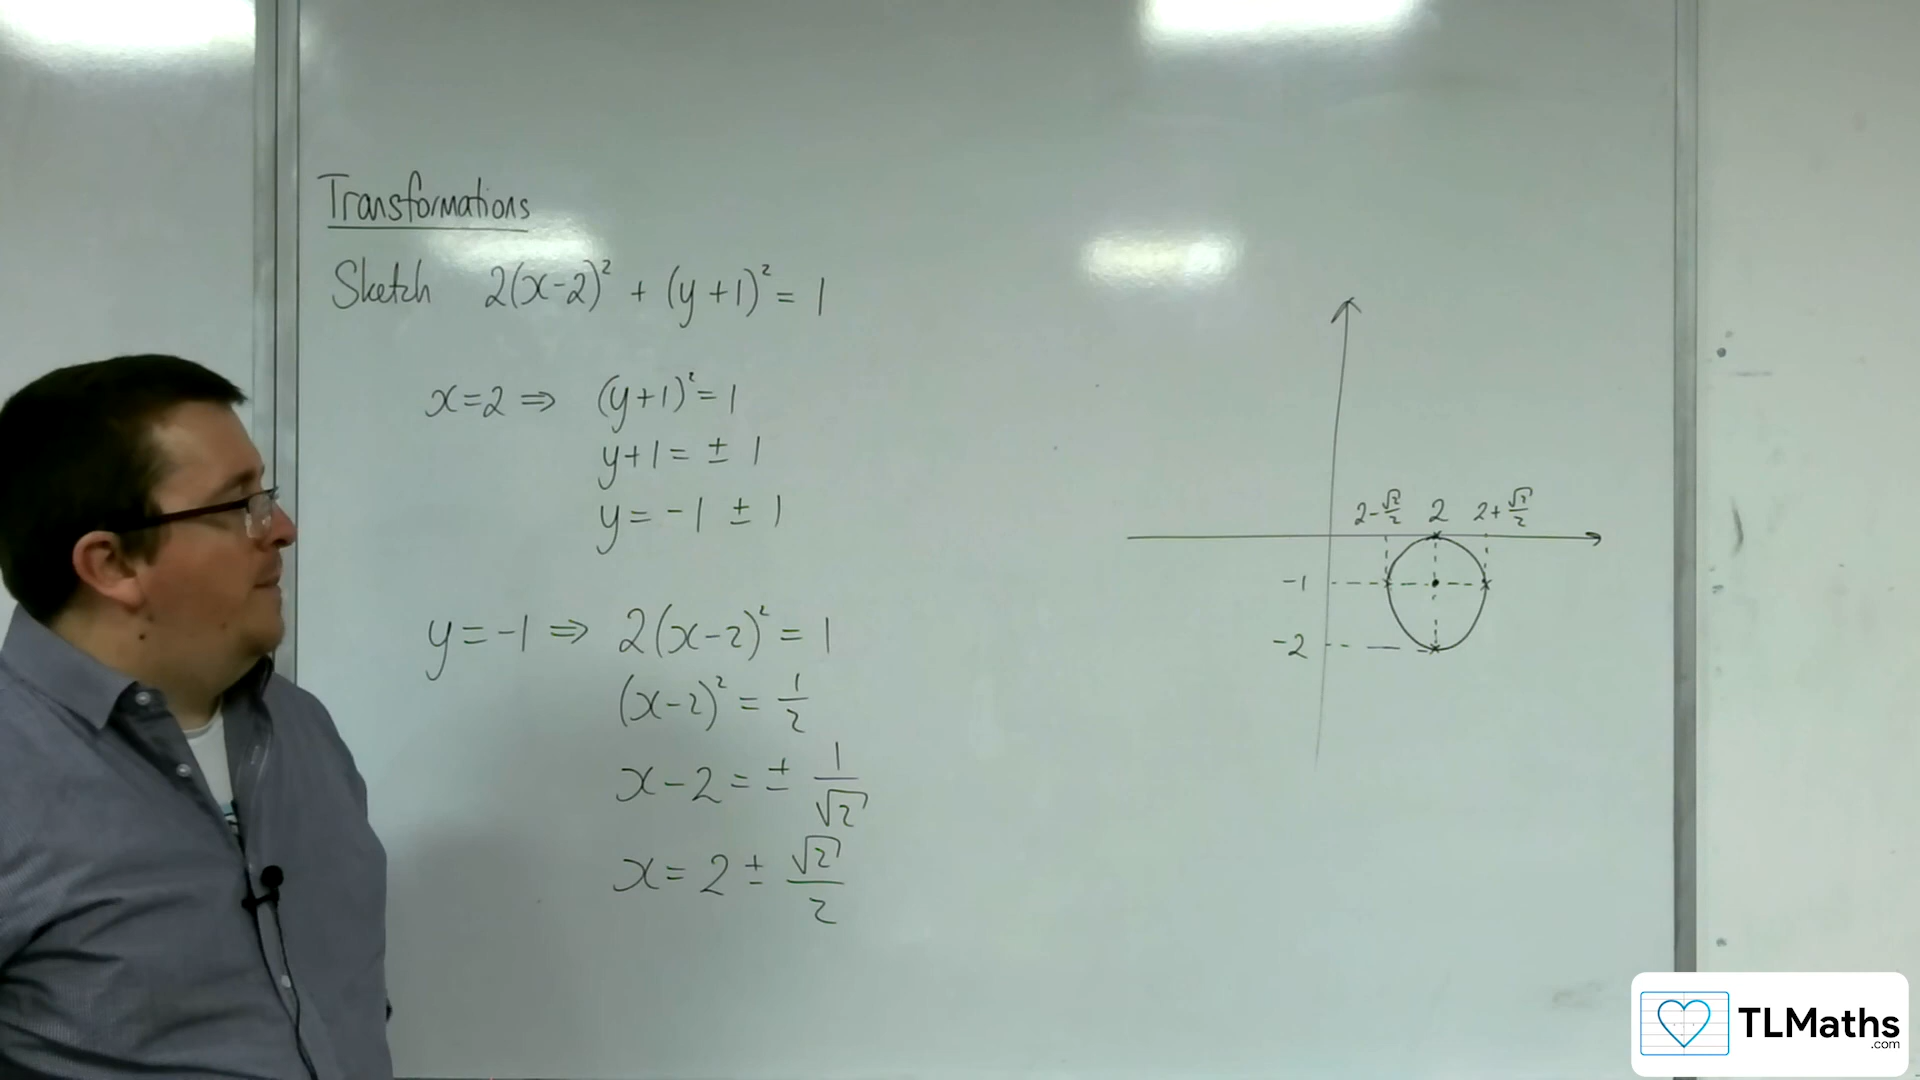 Transformations
Sketch 2(x-2)² + (y+1)² = 1
x=2 ⇒ (y+1)² = 1
y+1 = ± 1
y = -1 ± 1
y=-1 ⇒ 2(x-2)² = 1
(x-2)² = 1/2
x-2 = ± 1/√2
x = 2 ± √2/2
2-√2/2 2 2+√2/2
-1
-2
TLMaths
.com